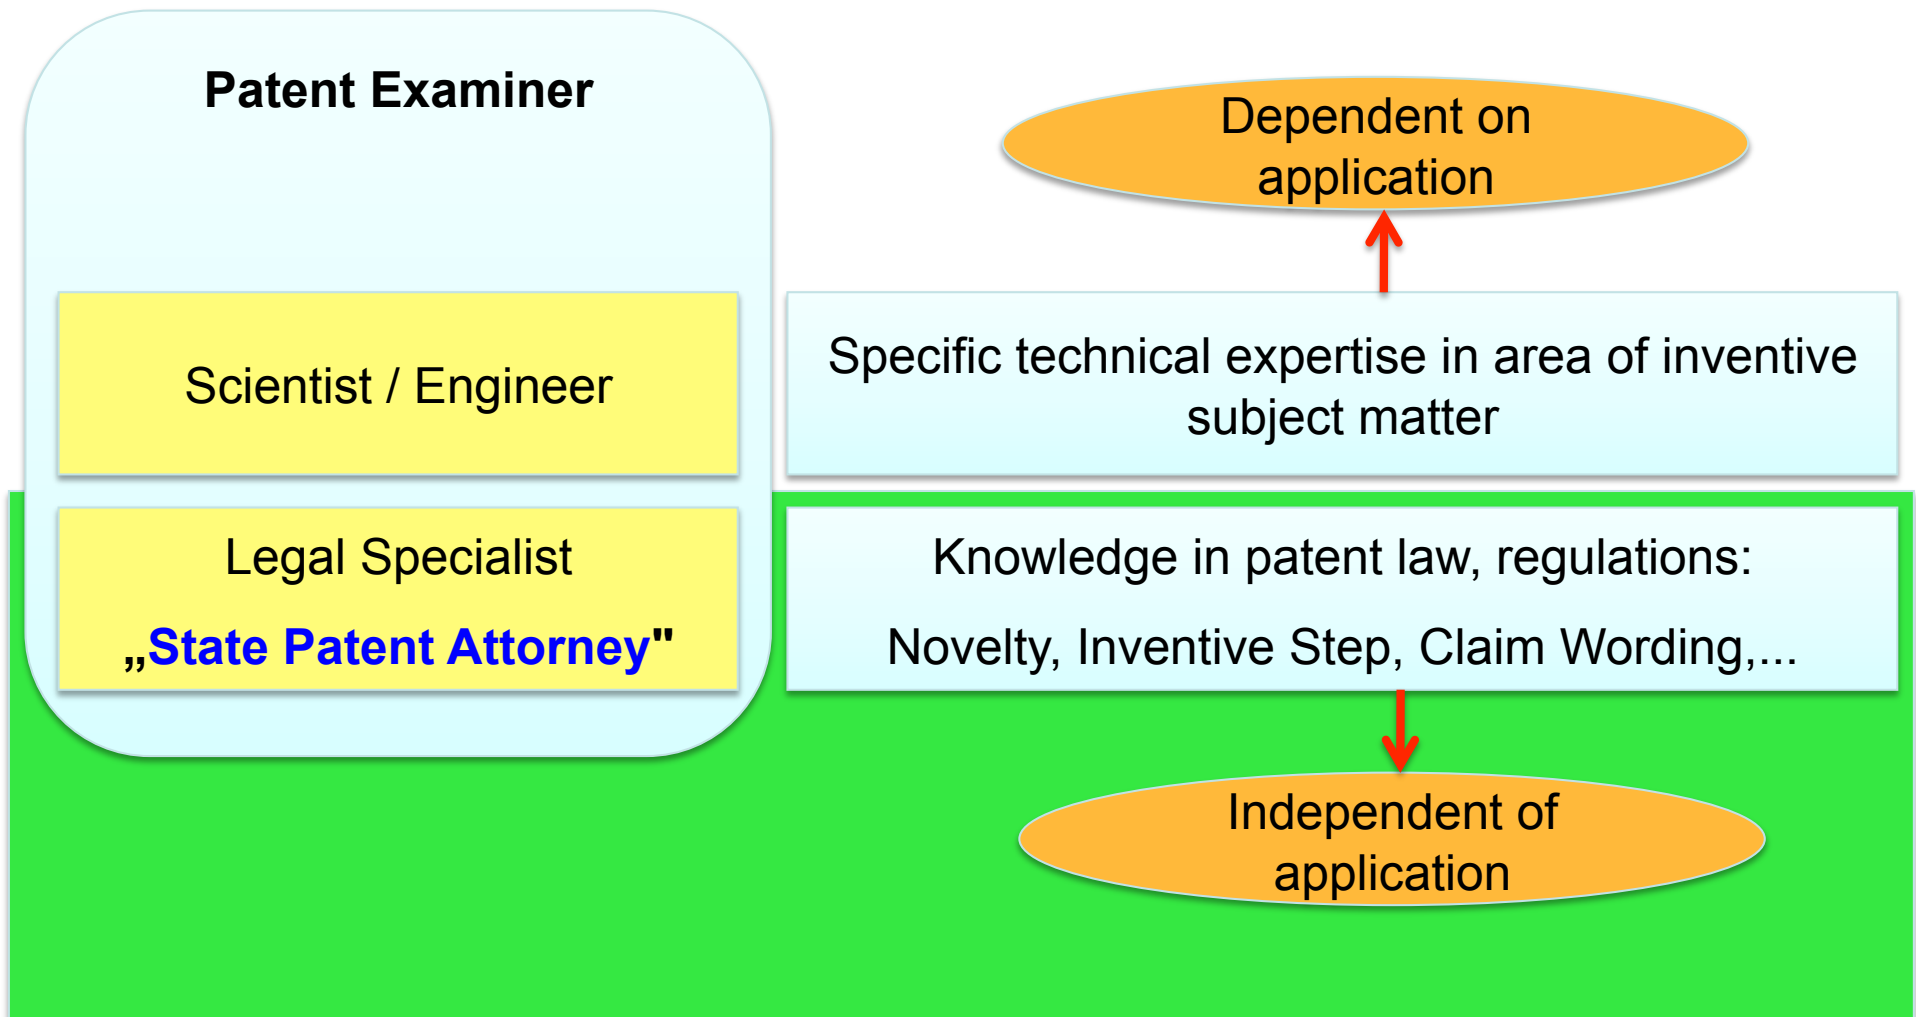 Patent Examiner
Dependent on
application
Scientist / Engineer
Specific technical expertise in area of inventive
subject matter
Legal Specialist
„State Patent Attorney"
Knowledge in patent law, regulations:
Novelty, Inventive Step, Claim Wording,...
Independent of
application